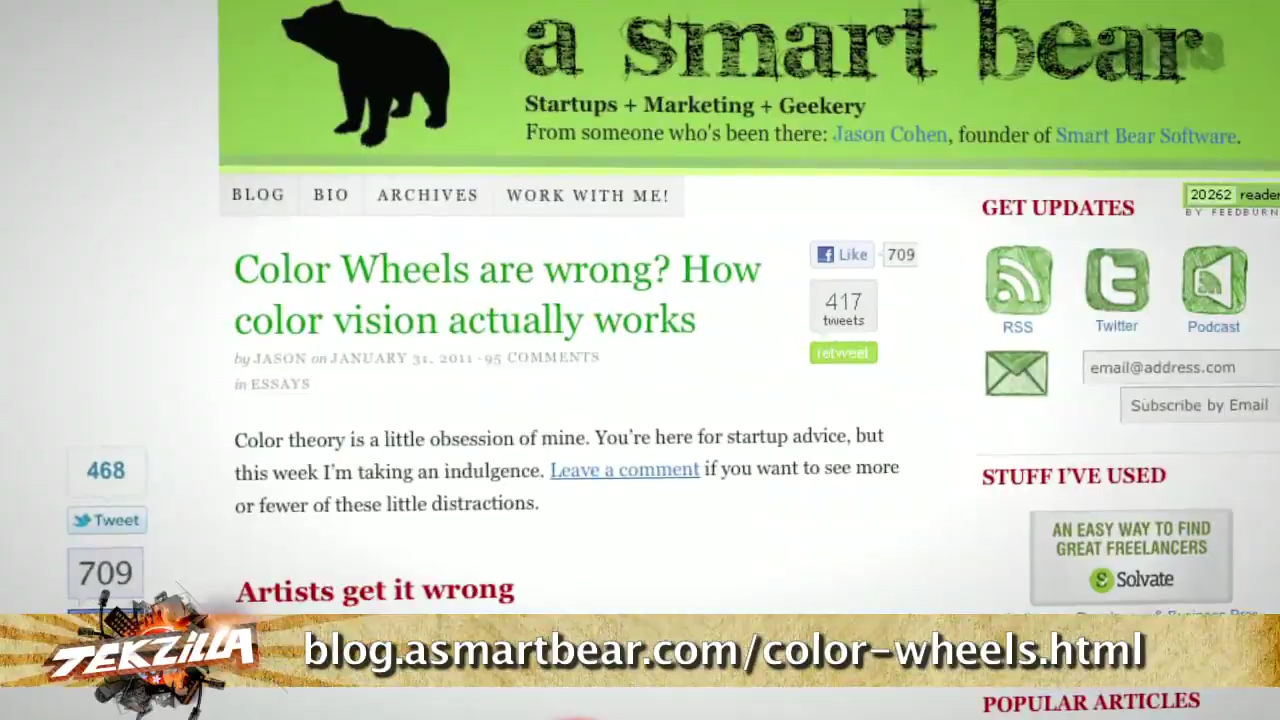 a smart bear
Startups + Marketing + Geekery
From someone who's been there: Jason Cohen, founder of Smart Bear Software.
BLOG BIO ARCHIVES WORK WITH ME!
GET UPDATES
20262
BY
Color Wheels are wrong? How
color vision actually works
by JASON on JANUARY 31, 2011 · 95 COMMENTS
in ESSAYS
Like 709
417
tweets
retweet
RSS Twitter Podcast
email@address.com
Subscribe by Email
Color theory is a little obsession of mine. You're here for startup advice, but
this week I'm taking an indulgence. Leave a comment if you want to see more
or fewer of these little distractions.
468
Tweet
709
STUFF I'VE USED
AN EASY WAY TO FIND
GREAT FREELANCERS
S Solvate
Artists get it wrong
TEKZILLA
blog.asmartbear.com/color-wheels.html
POPULAR ARTICLES